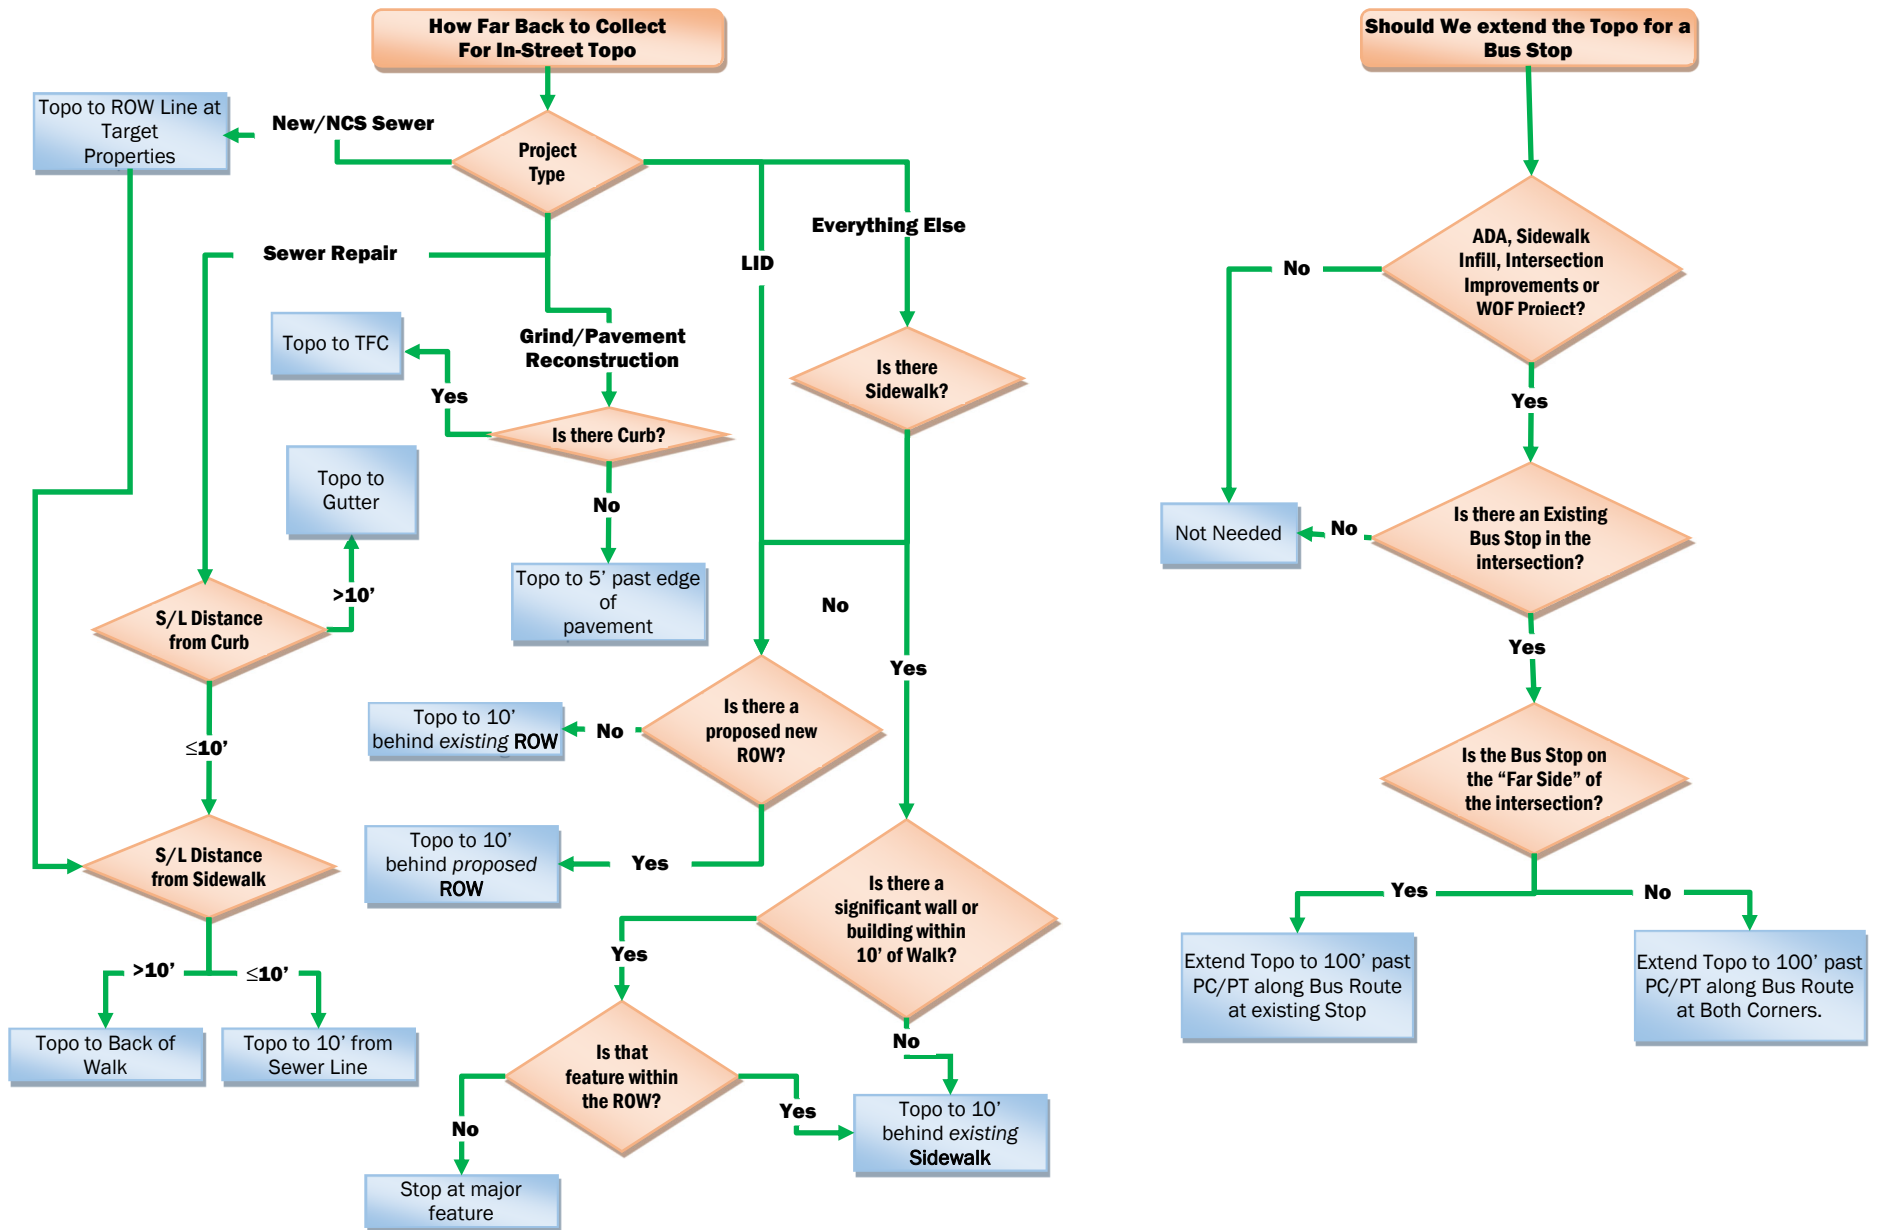 How Far Back to Collect
For In-Street Topo
Topo to ROW Line at
Target
Properties
New/NCS Sewer
Project
Type
Sewer Repair
LID
Everything Else
Topo to TFC
Grind/Pavement
Reconstruction
Yes
Is there
Sidewalk?
Is there Curb?
Topo to
Gutter
No
>10'
S/L Distance
from Curb
Topo to 5' past edge
of
pavement
No
Yes
≤10'
Topo to 10'
behind existing ROW
No
Is there a
proposed new
ROW?
Topo to 10'
behind proposed
ROW
Yes
S/L Distance
from Sidewalk
Is there a
significant wall or
building within
10' of Walk?
>10'
≤10'
Yes
Topo to Back of
Walk
Topo to 10' from
Sewer Line
Is that
feature within
the ROW?
No
Yes
No
Topo to 10'
behind existing
Sidewalk
Stop at major
feature
Should We extend the Topo for a
Bus Stop
ADA, Sidewalk
Infill, Intersection
Improvements or
WOF Project?
No
Yes
Not Needed
No
Is there an Existing
Bus Stop in the
intersection?
Yes
Is the Bus Stop on
the “Far Side” of
the intersection?
Yes
No
Extend Topo to 100' past
PC/PT along Bus Route
at existing Stop
Extend Topo to 100' past
PC/PT along Bus Route
at Both Corners.